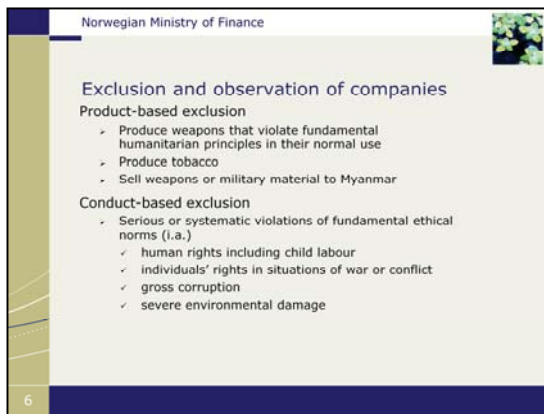 Norwegian Ministry of Finance
Exclusion and observation of companies
Product-based exclusion
➢ Produce weapons that violate fundamental
humanitarian principles in their normal use
➢ Produce tobacco
➢ Sell weapons or military material to Myanmar
Conduct-based exclusion
➢ Serious or systematic violations of fundamental ethical
norms (i.a.)
✓ human rights including child labour
✓ individuals' rights in situations of war or conflict
✓ gross corruption
✓ severe environmental damage
6